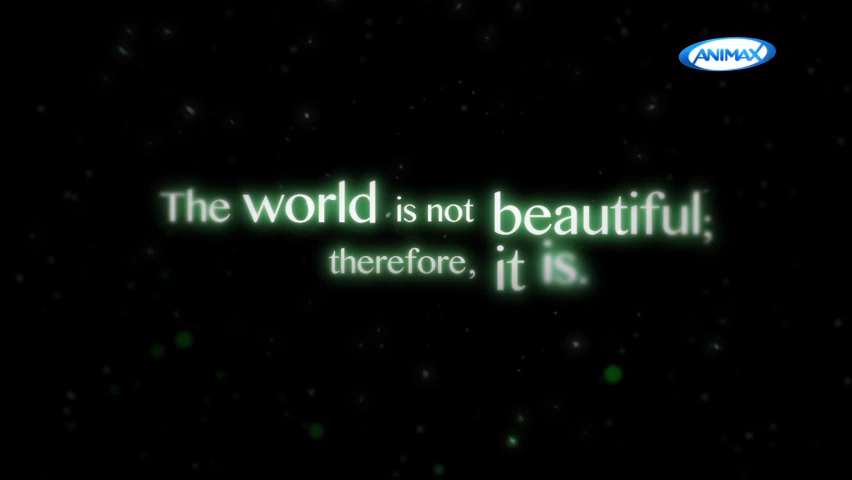 ANIMAX
The world is not beautiful;
therefore, it is.